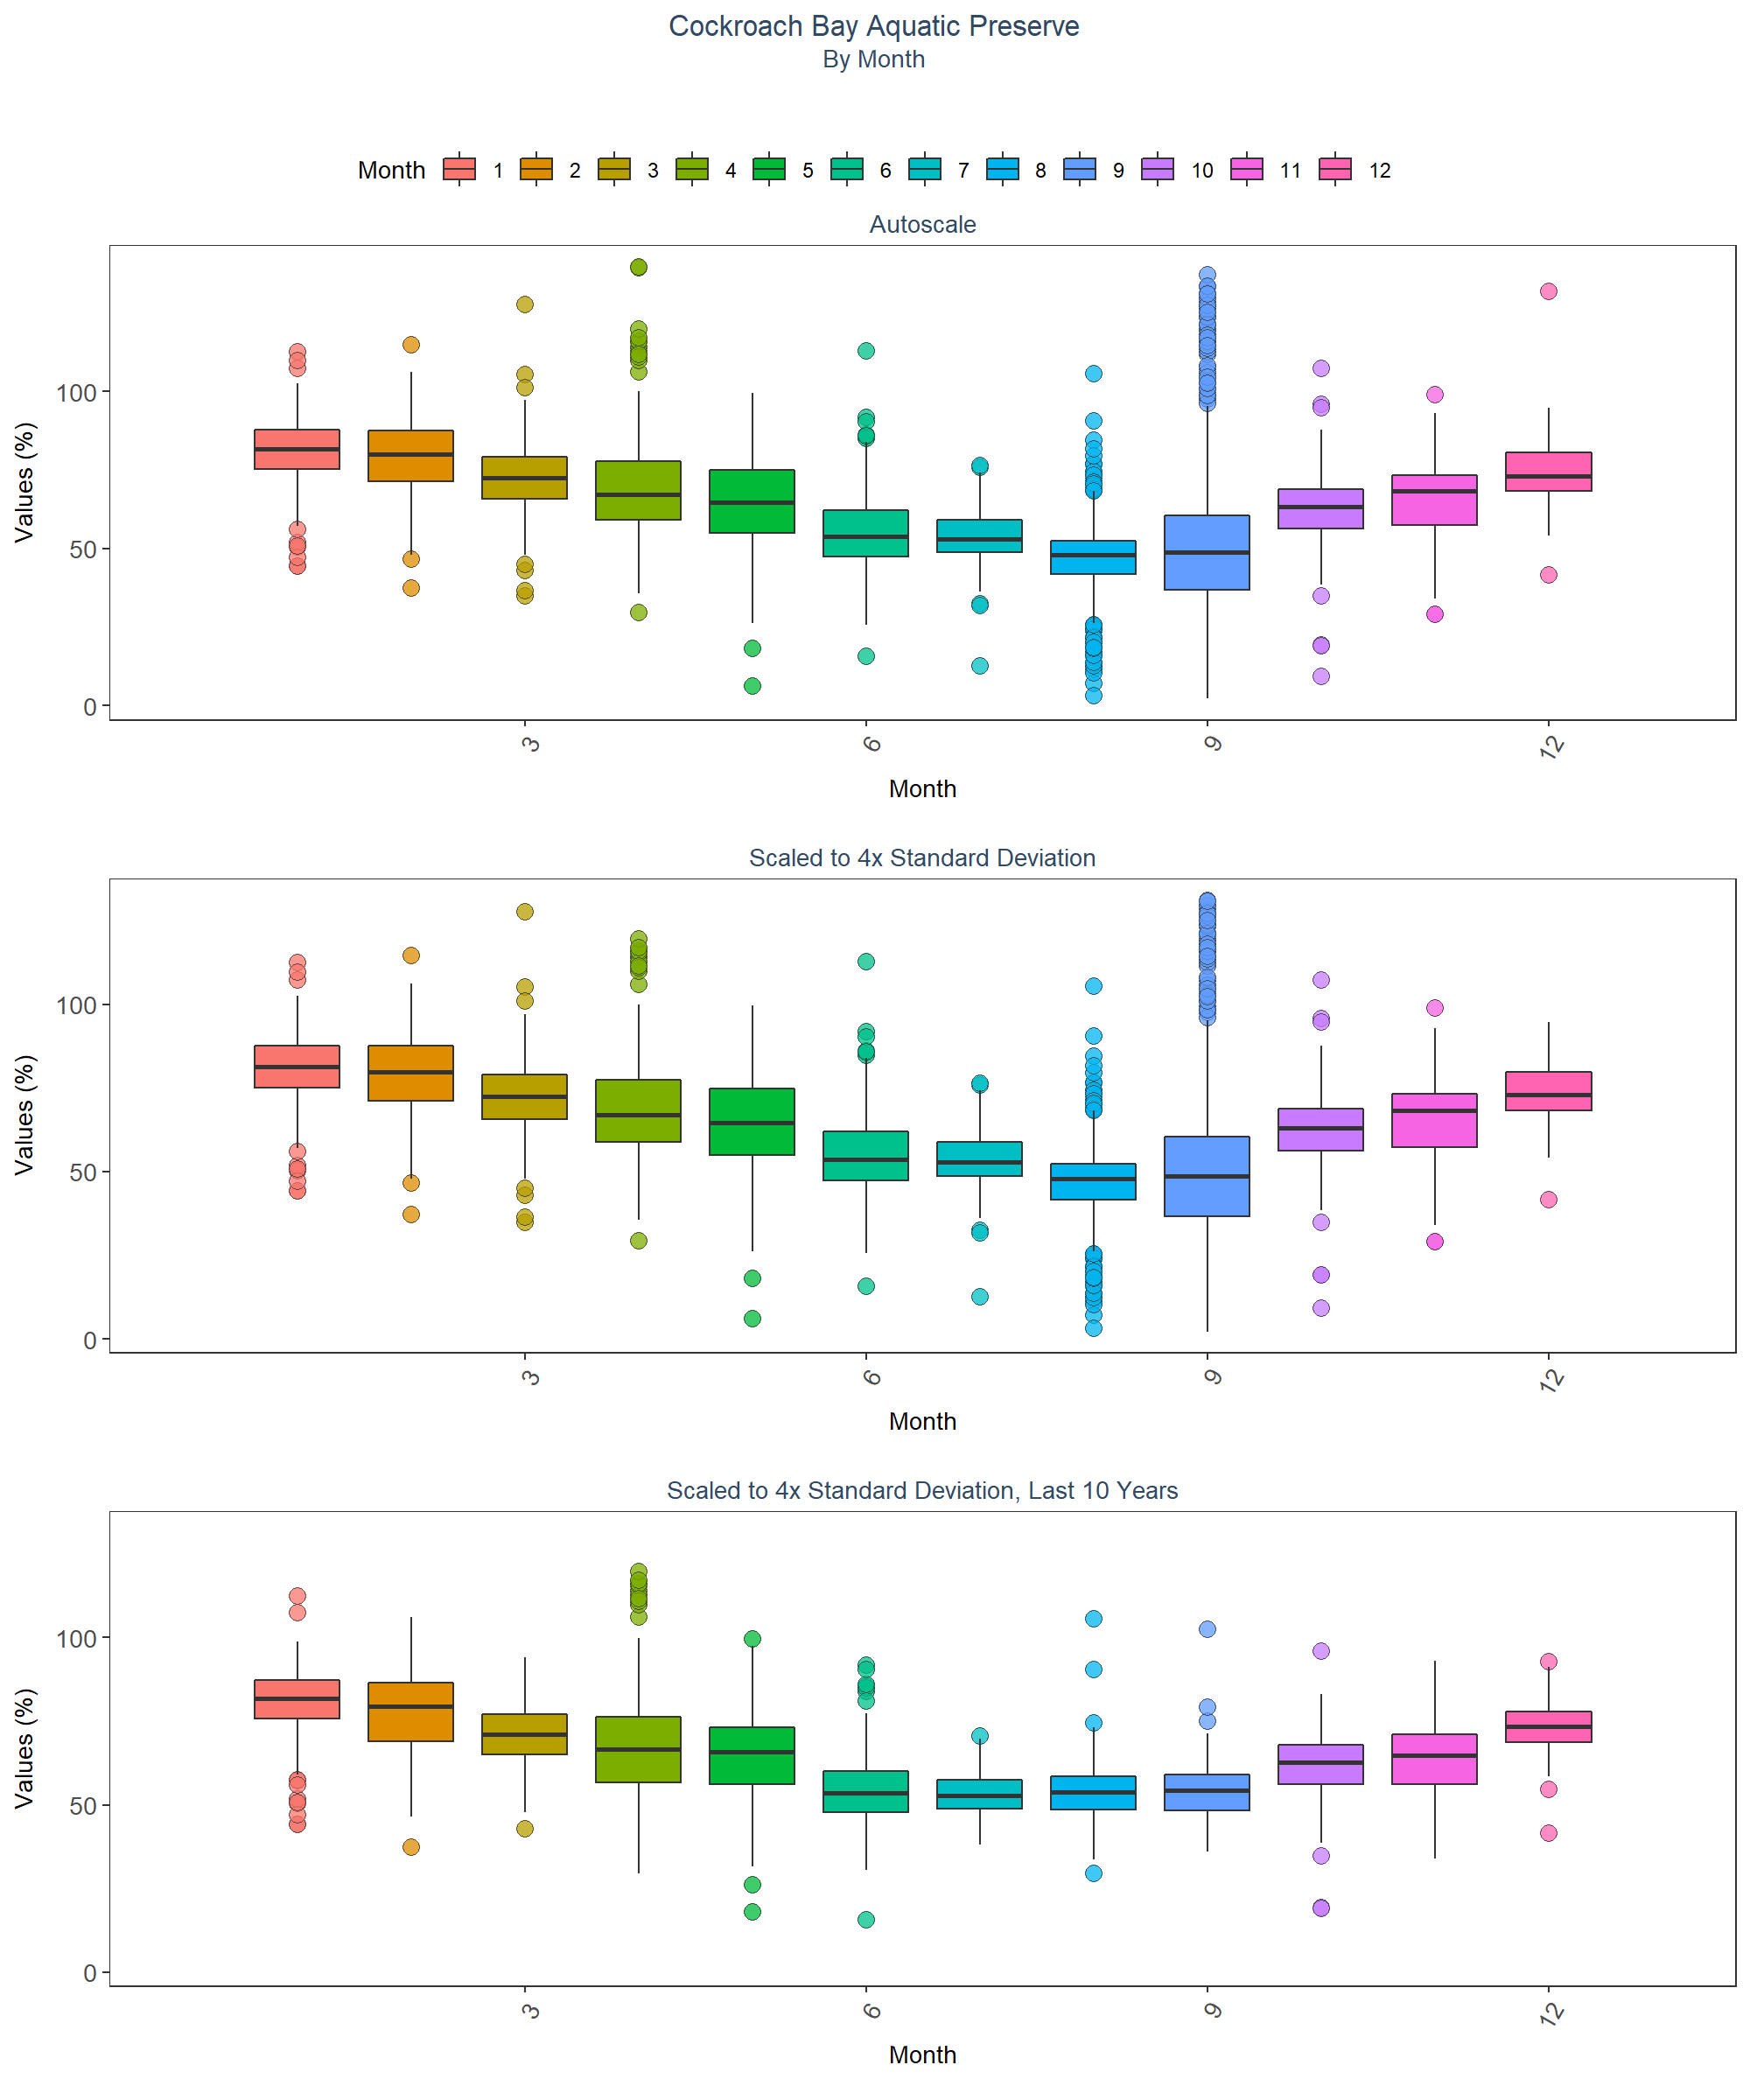 Cockroach Bay Aquatic Preserve
By Month
Month 1 2 3 4 5 6 7 8 9 10 11 12
Autoscale
Values (%)
100
50
0
3 6 9 12
Month
Scaled to 4x Standard Deviation
Values (%)
100
50
0
3 6 9 12
Month
Scaled to 4x Standard Deviation, Last 10 Years
Values (%)
100
50
0
3 6 9 12
Month